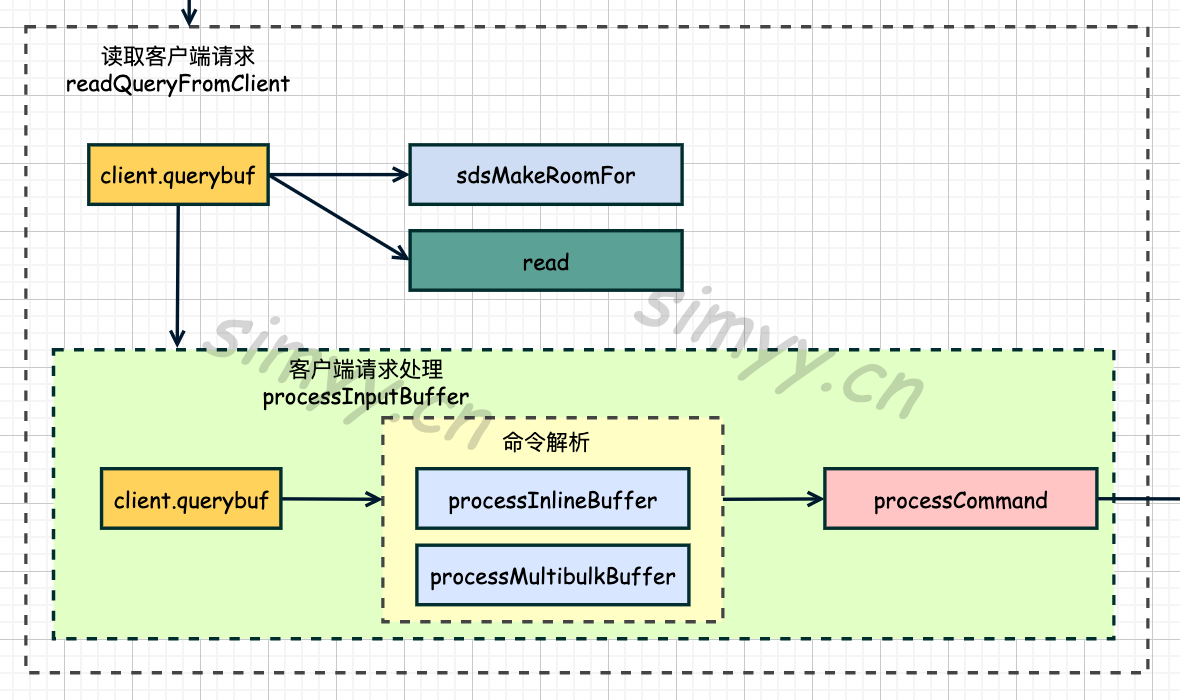 读取客户端请求
readQueryFromClient
client.querybuf
sdsMakeRoomFor
read
simyy.cn
simyy.cn
客户端请求处理
processInputBuffer
命令解析
client.querybuf
processInlineBuffer
processCommand
processMultibulkBuffer